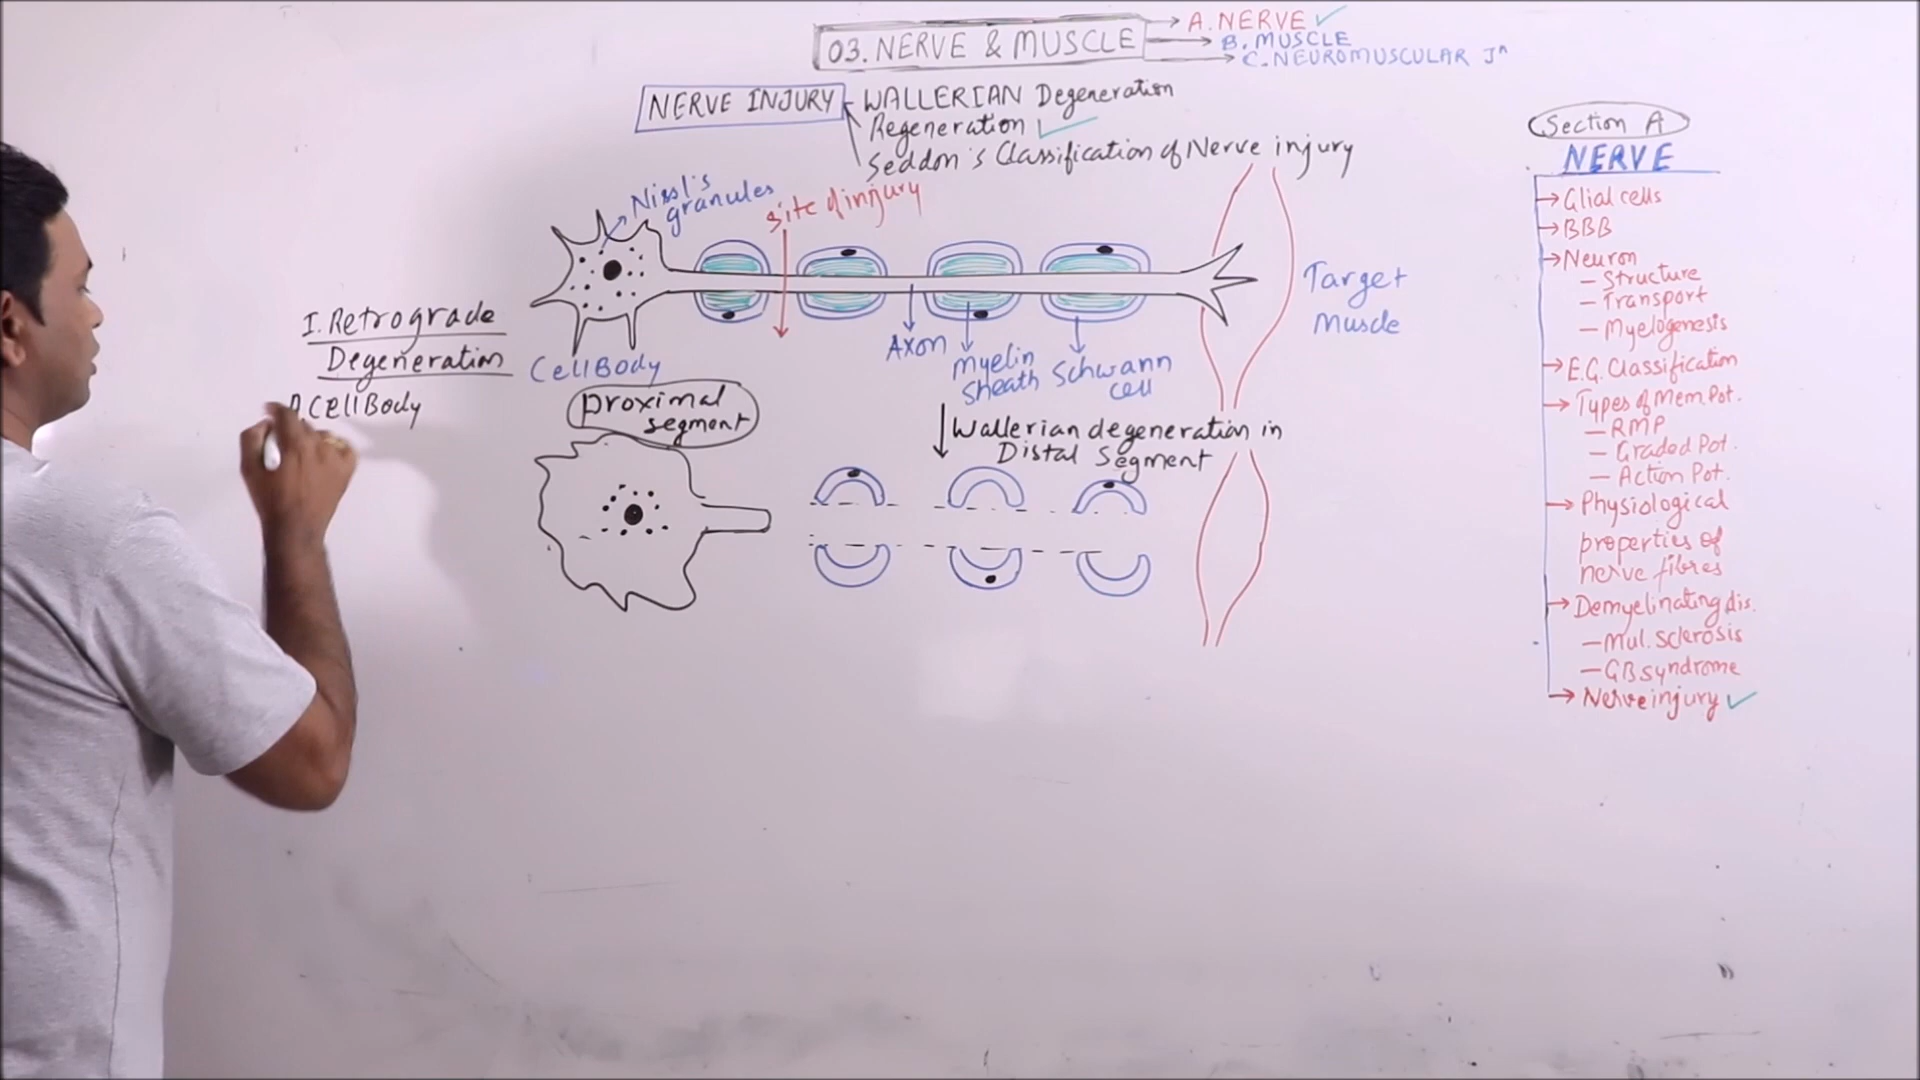 03. NERVE & MUSCLE
A. NERVE ✓
B. MUSCLE
C. NEUROMUSCULAR Jⁿ
NERVE INJURY
WALLERIAN Degeneration
Regeneration ✓
Seddon's Classification of Nerve injury
Nissl's
granules
site of injury
Target
Muscle
I. Retrograde
Degeneration
Cell Body
Cell Body
Axon
Myelin
Sheath
Schwann
cell
Proximal
segment
Wallerian degeneration in
Distal Segment
Section A
NERVE
Glial cells
BBB
Neuron
– Structure
– Transport
– Myelogenesis
E.G. Classification
Types of Mem. Pot.
– RMP
– Graded Pot.
– Action Pot.
Physiological
properties of
nerve fibres
Demyelinating dis.
– Mul. Sclerosis
– GB syndrome
Nerve injury ✓